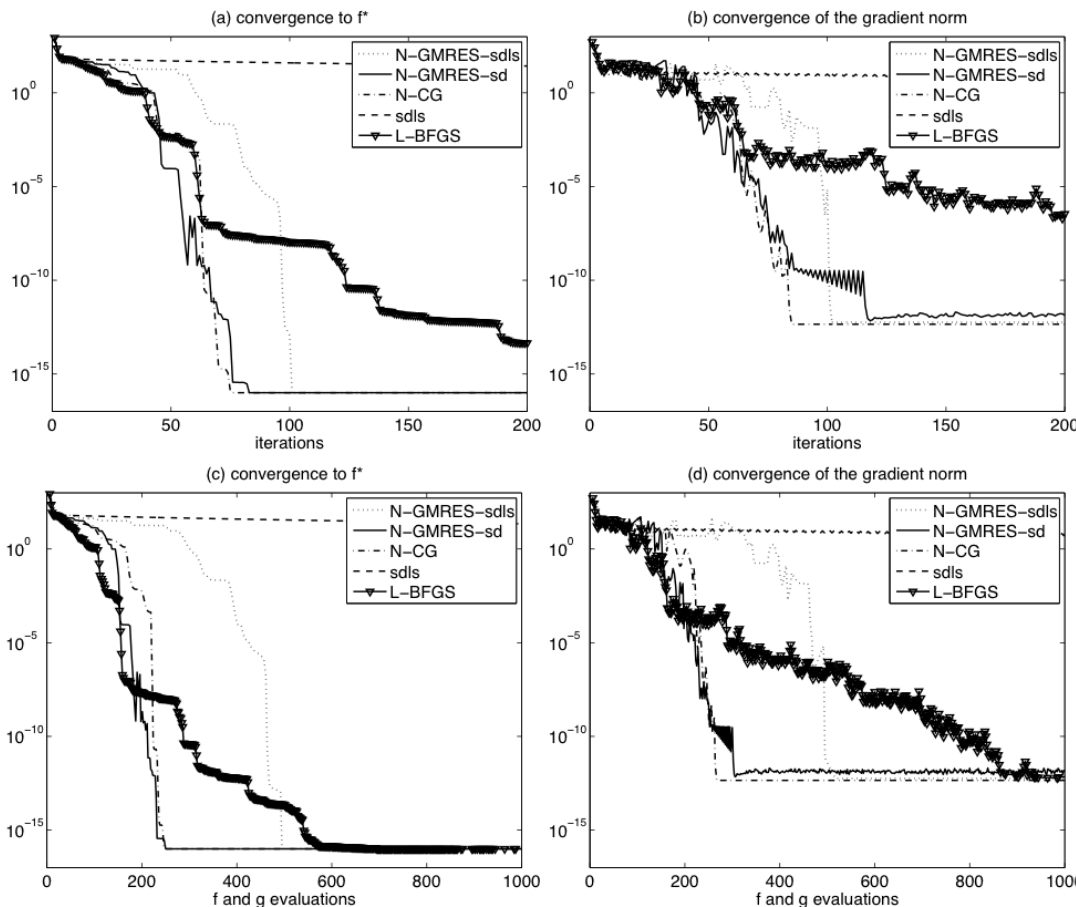 (a) convergence to f*
10^0
10^-5
10^-10
10^-15
0
50
100
150
200
iterations
N-GMRES-sdls
N-GMRES-sd
N-CG
sdls
L-BFGS
(b) convergence of the gradient norm
10^0
10^-5
10^-10
10^-15
0
50
100
150
200
iterations
N-GMRES-sdls
N-GMRES-sd
N-CG
sdls
L-BFGS
(c) convergence to f*
10^0
10^-5
10^-10
10^-15
0
200
400
600
800
1000
f and g evaluations
N-GMRES-sdls
N-GMRES-sd
N-CG
sdls
L-BFGS
(d) convergence of the gradient norm
10^0
10^-5
10^-10
10^-15
0
200
400
600
800
1000
f and g evaluations
N-GMRES-sdls
N-GMRES-sd
N-CG
sdls
L-BFGS